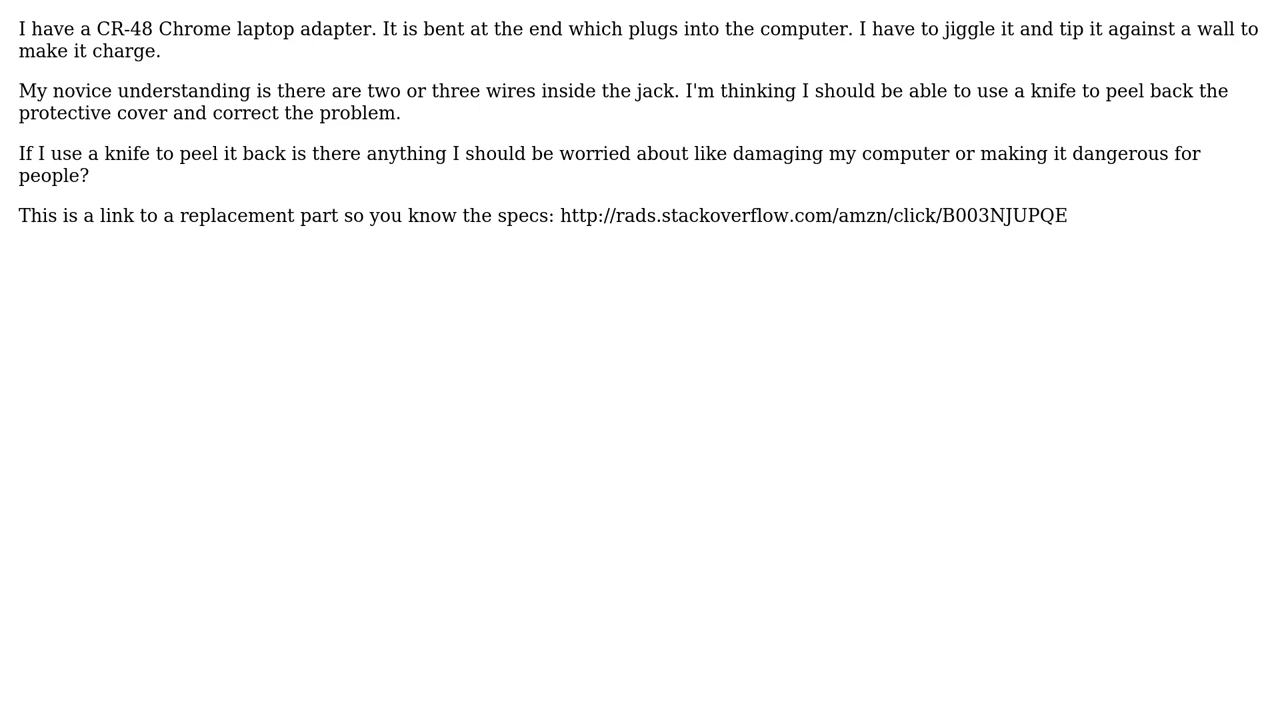 I have a CR-48 Chrome laptop adapter. It is bent at the end which plugs into the computer. I have to jiggle it and tip it against a wall to
make it charge.
My novice understanding is there are two or three wires inside the jack. I'm thinking I should be able to use a knife to peel back the
protective cover and correct the problem.
If I use a knife to peel it back is there anything I should be worried about like damaging my computer or making it dangerous for
people?
This is a link to a replacement part so you know the specs: http://rads.stackoverflow.com/amzn/click/B003NJUPQE